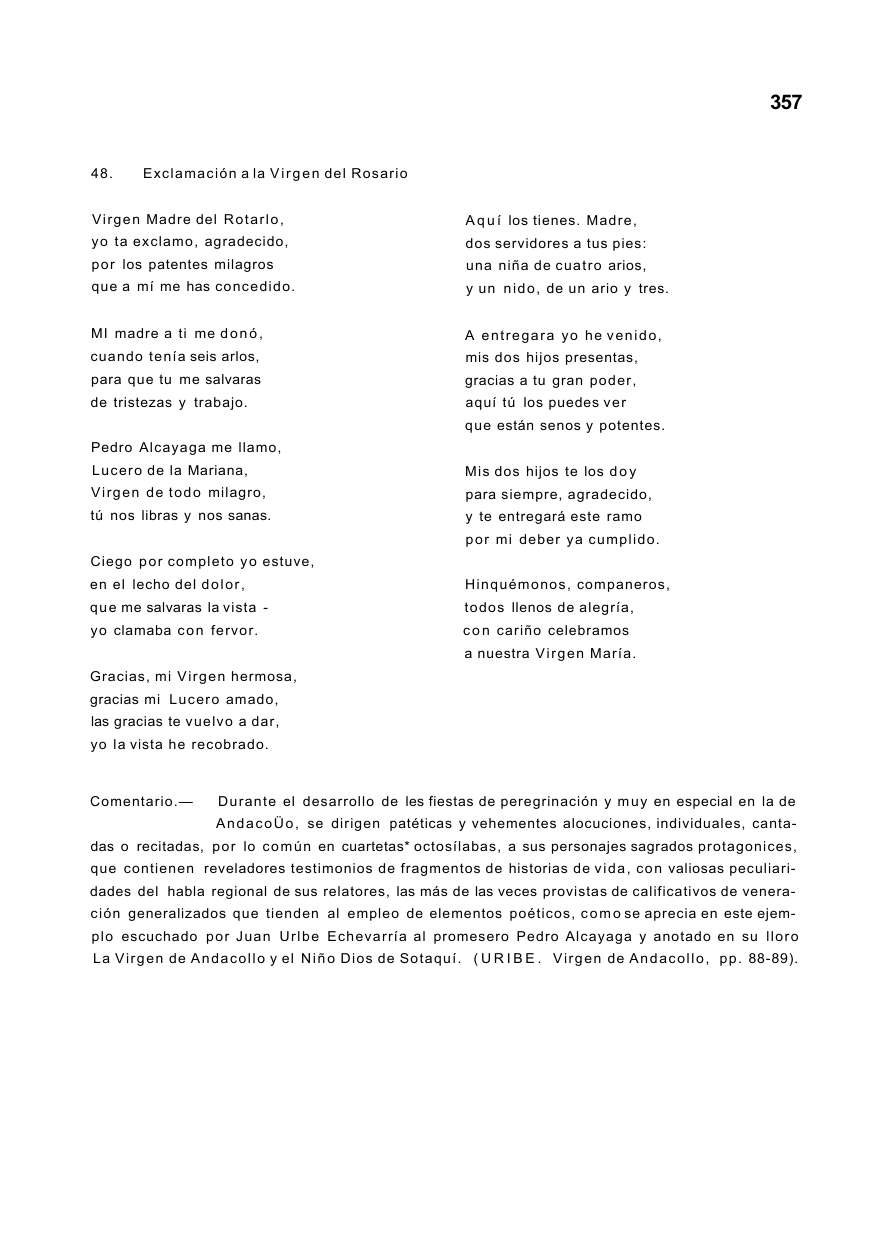 357
48. Exclamación a la Virgen del Rosario
Virgen Madre del Rotarlo,
yo ta exclamo, agradecido,
por los patentes milagros
que a mí me has concedido.
MI madre a ti me donó,
cuando tenía seis arlos,
para que tu me salvaras
de tristezas y trabajo.
Pedro Alcayaga me llamo,
Lucero de la Mariana,
Virgen de todo milagro,
tú nos libras y nos sanas.
Ciego por completo yo estuve,
en el lecho del dolor,
que me salvaras la vista -
yo clamaba con fervor.
Gracias, mi Virgen hermosa,
gracias mi Lucero amado,
las gracias te vuelvo a dar,
yo la vista he recobrado.
Aquí los tienes. Madre,
dos servidores a tus pies:
una niña de cuatro arios,
y un nido, de un ario y tres.
A entregara yo he venido,
mis dos hijos presentas,
gracias a tu gran poder,
aquí tú los puedes ver
que están senos y potentes.
Mis dos hijos te los doy
para siempre, agradecido,
y te entregará este ramo
por mi deber ya cumplido.
Hinquémonos, companeros,
todos llenos de alegría,
con cariño celebramos
a nuestra Virgen María.
Comentario.— Durante el desarrollo de les fiestas de peregrinación y muy en especial en la de
AndacoÜo, se dirigen patéticas y vehementes alocuciones, individuales, canta-
das o recitadas, por lo común en cuartetas* octosílabas, a sus personajes sagrados protagonices,
que contienen reveladores testimonios de fragmentos de historias de vida, con valiosas peculiari-
dades del habla regional de sus relatores, las más de las veces provistas de calificativos de venera-
ción generalizados que tienden al empleo de elementos poéticos, como se aprecia en este ejem-
plo escuchado por Juan Urlbe Echevarría al promesero Pedro Alcayaga y anotado en su lloro
La Virgen de Andacollo y el Niño Dios de Sotaquí. (URIBE. Virgen de Andacollo, pp. 88-89).